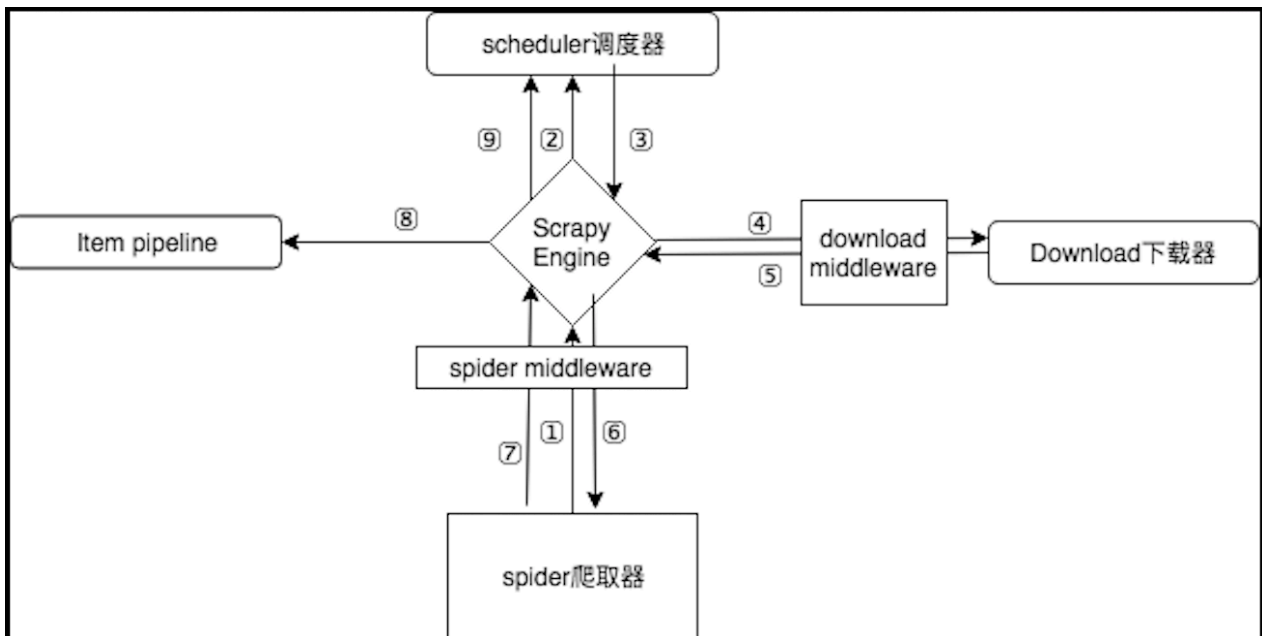 scheduler调度器
⑨
②
③
⑧
Item pipeline
Scrapy
Engine
④
⑤
download
middleware
Download下载器
spider middleware
⑦
①
⑥
spider爬取器